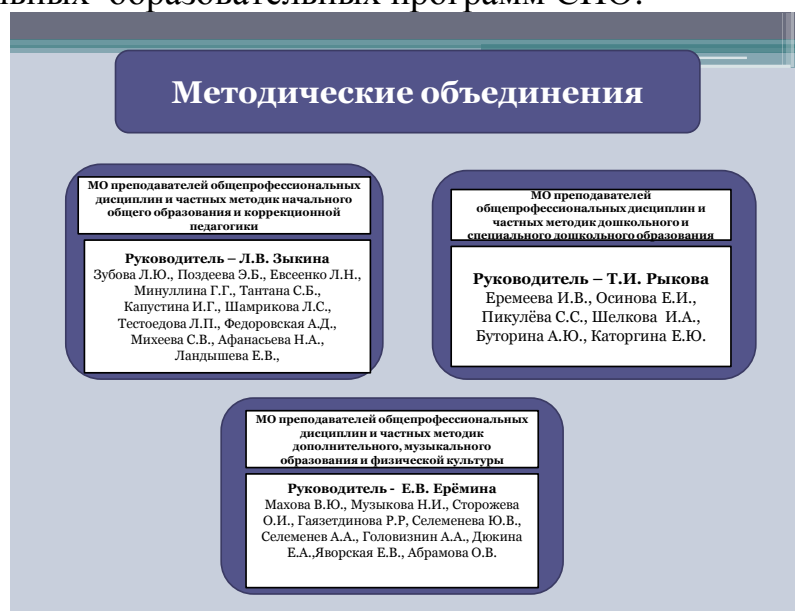 образовательных программ СПО.
Методические объединения
МО преподавателей общепрофессиональных
дисциплин и частных методик начального
общего образования и коррекционной
педагогики
Руководитель – Л.В. Зыкина
Зубова Л.Ю., Поздеева Э.Б., Евсеенко Л.Н.,
Минуллина Г.Г., Тантана С.Б.,
Капустина И.Г., Шамрикова Л.С.,
Тестоедова Л.П., Федоровская А.Д.,
Михеева С.В., Афанасьева Н.А.,
Ландышева Е.В.,
МО преподавателей
общепрофессиональных дисциплин и
частных методик дошкольного и
специального дошкольного образования
Руководитель – Т.И. Рыкова
Еремеева И.В., Осинова Е.И.,
Пикулёва С.С., Шелкова И.А.,
Буторина А.Ю., Каторгина Е.Ю.
МО преподавателей общепрофессиональных
дисциплин и частных методик
дополнительного, музыкального
образования и физической культуры
Руководитель - Е.В. Ерёмина
Махова В.Ю., Музыкова Н.И., Сторожева
О.И., Гаязетдинова Р.Р, Селеменева Ю.В.,
Селеменев А.А., Головизнин А.А., Дюкина
Е.А.,Яворская Е.В., Абрамова О.В.